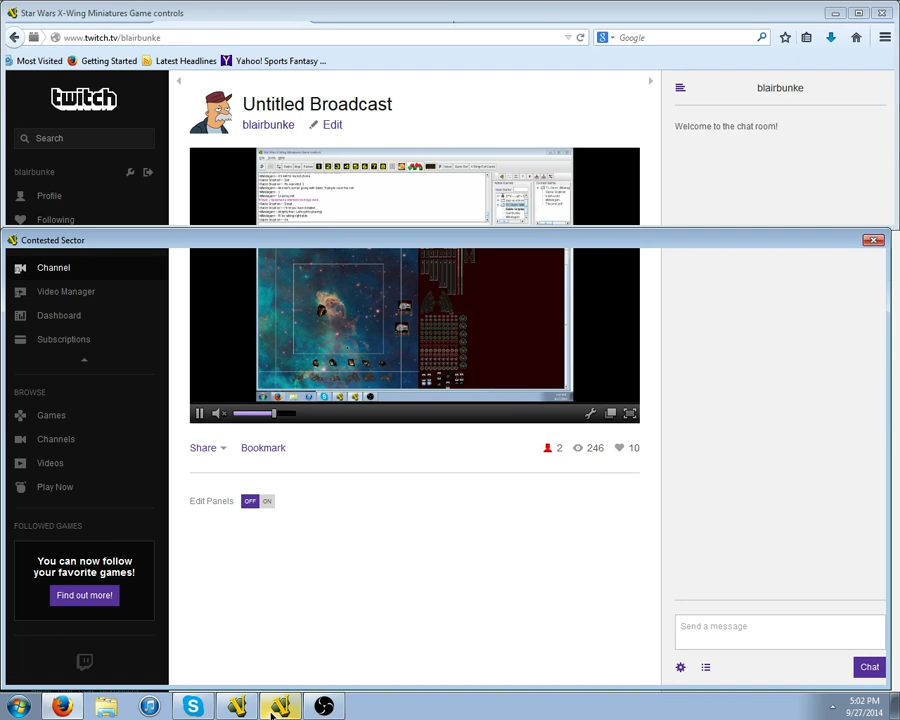 Star Wars X-Wing Miniatures Game controls
www.twitch.tv/blairbunke
Google
Most Visited
Getting Started
Latest Headlines
Yahoo! Sports Fantasy ...
twitch
Search
blairbunke
Profile
Following
Untitled Broadcast
blairbunke
Edit
blairbunke
Welcome to the chat room!
Contested Sector
Channel
Video Manager
Dashboard
Subscriptions
BROWSE
Games
Channels
Videos
Play Now
FOLLOWED GAMES
You can now follow
your favorite games!
Find out more!
Share
Bookmark
2
246
10
Edit Panels
OFF
ON
Send a message
Chat
5:02 PM
9/27/2014